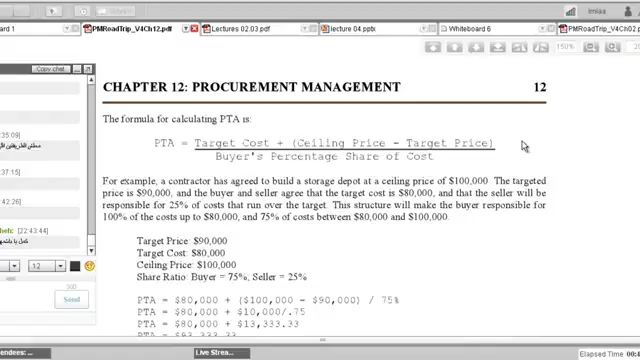 imlaa
ard 1
PMRoadTrip_V4Ch12.pdf
Lectures 02:03.pdf
lecture 04.pptx
Whiteboard 6
PMRoadTrip_V4Ch02.
150%
Copy chat
CHAPTER 12: PROCUREMENT MANAGEMENT 12
The formula for calculating PTA is:
PTA = Target Cost + (Ceiling Price - Target Price)
Buyer's Percentage Share of Cost
For example, a contractor has agreed to build a storage depot at a ceiling price of $100,000. The targeted
price is $90,000, and the buyer and seller agree that the target cost is $80,000, and that the seller will be
responsible for 25% of costs that run over the target. This structure will make the buyer responsible for
100% of the costs up to $80,000, and 75% of costs between $80,000 and $100,000.
Target Price: $90,000
Target Cost: $80,000
Ceiling Price: $100,000
Share Ratio: Buyer = 75%, Seller = 25%
PTA = $80,000 + ($100,000 - $90,000) / 75%
PTA = $80,000 + $10,000/.75
PTA = $80,000 + $13,333.33
PTA = $93,333.33
:35:09]
[22:43:44]
12
Send
Live Strea...
Elapsed Time